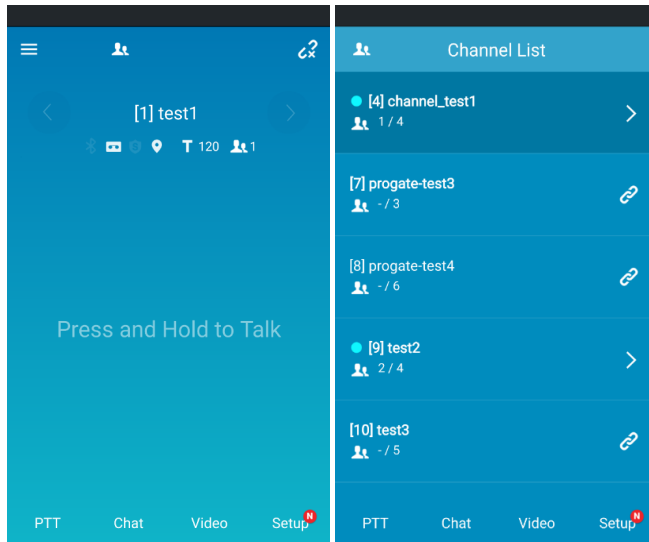 [1] test1
T 120 1
Press and Hold to Talk
PTT Chat Video Setup N
Channel List
[4] channel_test1
1 / 4
[7] progate-test3
- / 3
[8] progate-test4
- / 6
[9] test2
2 / 4
[10] test3
- / 5
PTT Chat Video Setup N